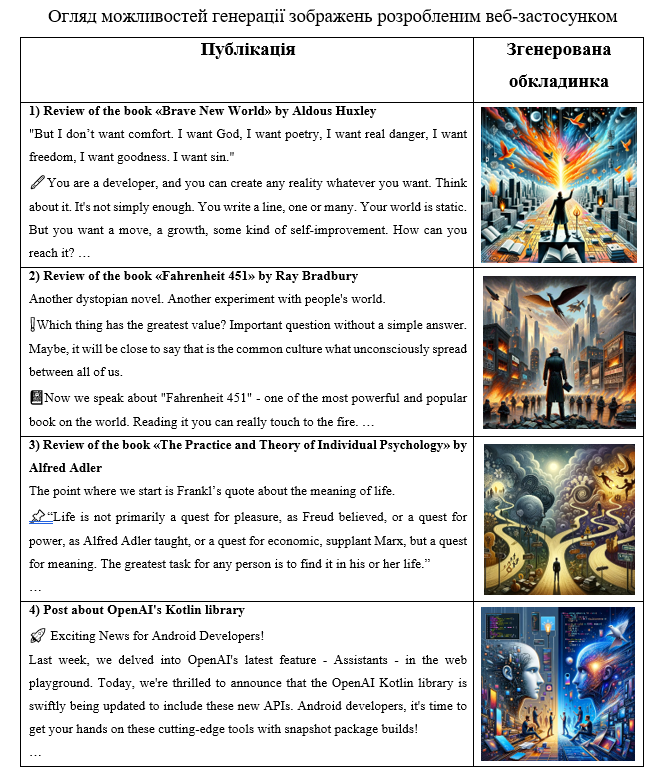 Огляд можливостей генерації зображень розробленим веб-застосунком
Публікація
Згенерована
обкладинка
1) Review of the book «Brave New World» by Aldous Huxley
"But I don’t want comfort. I want God, I want poetry, I want real danger, I want
freedom, I want goodness. I want sin."
You are a developer, and you can create any reality whatever you want. Think
about it. It's not simply enough. You write a line, one or many. Your world is static.
But you want a move, a growth, some kind of self-improvement. How can you
reach it? …
2) Review of the book «Fahrenheit 451» by Ray Bradbury
Another dystopian novel. Another experiment with people's world.
Which thing has the greatest value? Important question without a simple answer.
Maybe, it will be close to say that is the common culture what unconsciously spread
between all of us.
Now we speak about "Fahrenheit 451" - one of the most powerful and popular
book on the world. Reading it you can really touch to the fire. …
3) Review of the book «The Practice and Theory of Individual Psychology» by
Alfred Adler
The point where we start is Frankl’s quote about the meaning of life.
“Life is not primarily a quest for pleasure, as Freud believed, or a quest for
power, as Alfred Adler taught, or a quest for economic, supplant Marx, but a quest
for meaning. The greatest task for any person is to find it in his or her life.”
…
4) Post about OpenAI's Kotlin library
Exciting News for Android Developers!
Last week, we delved into OpenAI's latest feature - Assistants - in the web
playground. Today, we're thrilled to announce that the OpenAI Kotlin library is
swiftly being updated to include these new APIs. Android developers, it's time to
get your hands on these cutting-edge tools with snapshot package builds!
…